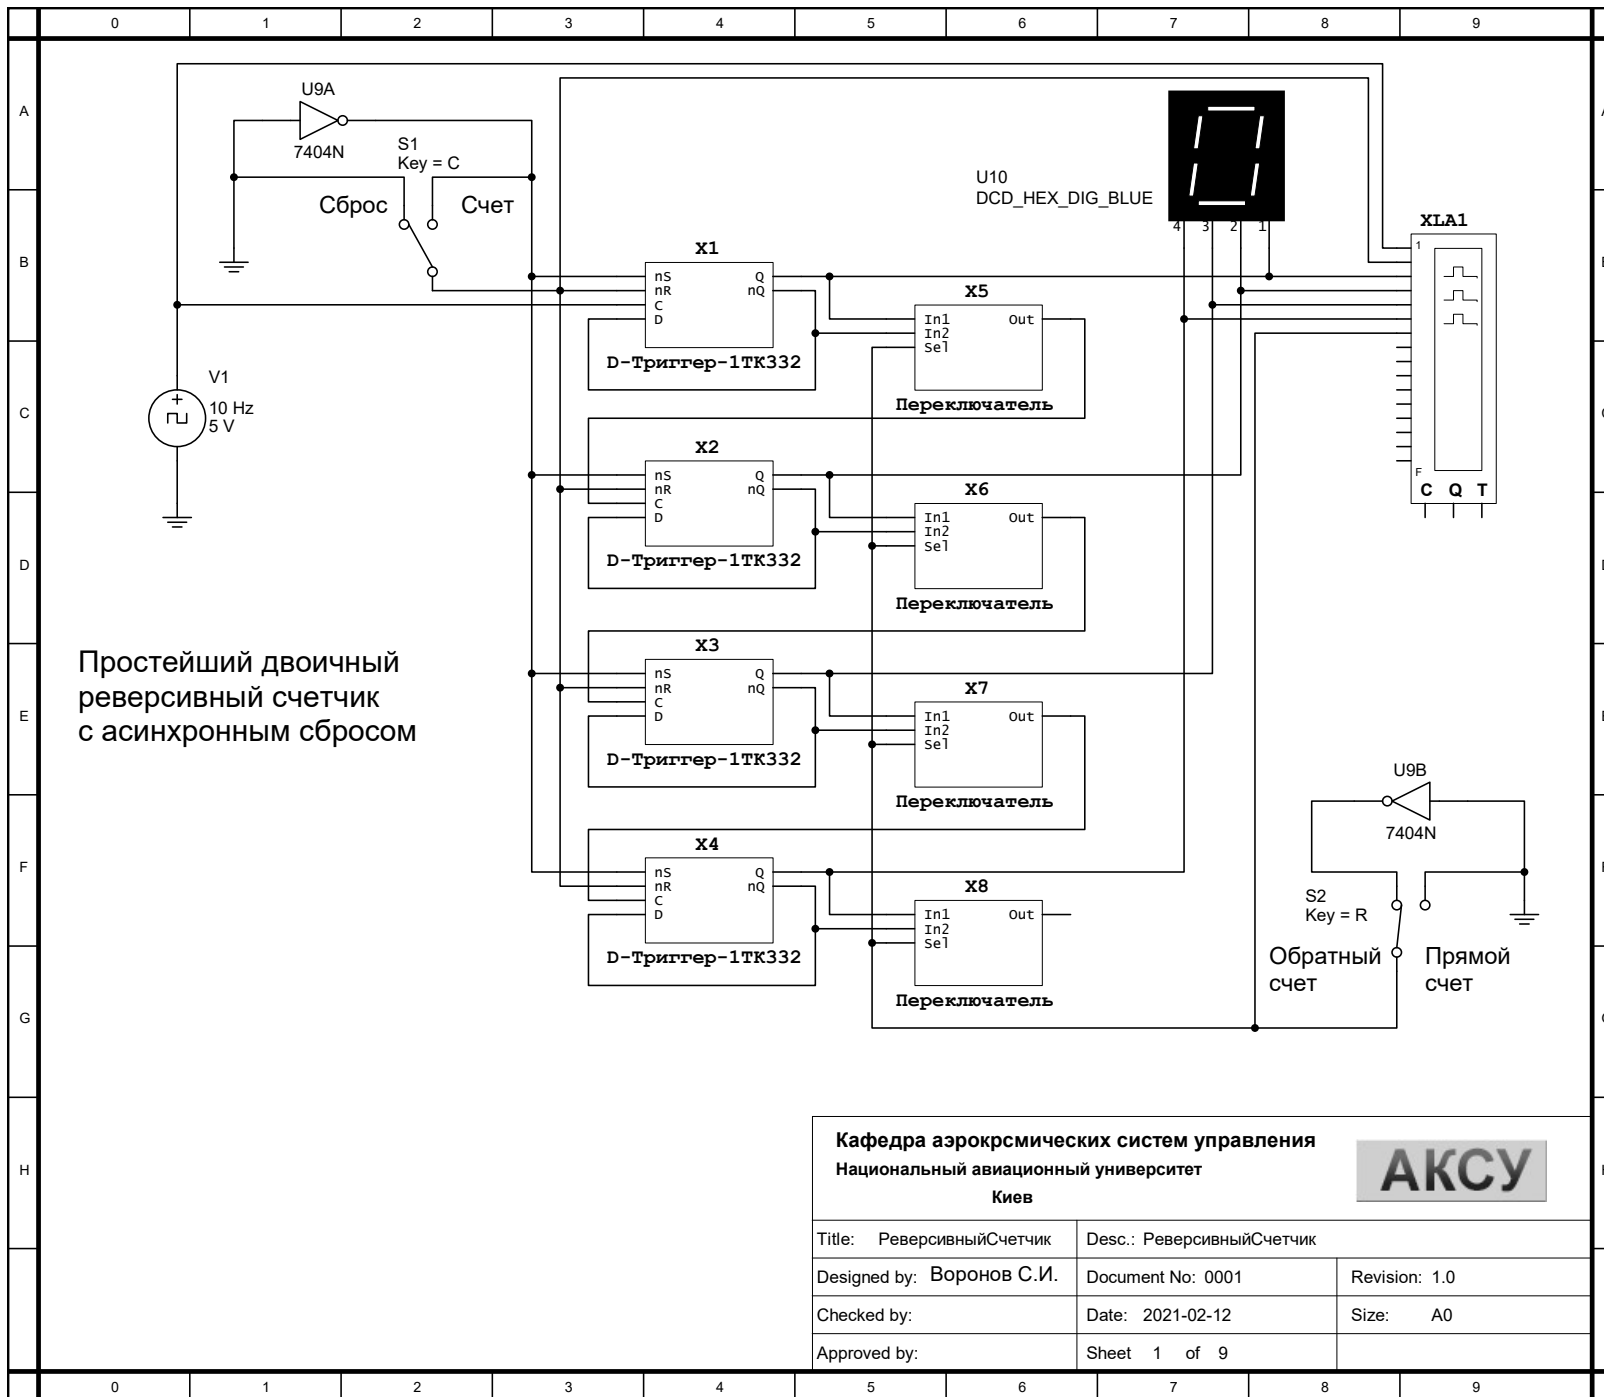 0 1 2 3 4 5 6 7 8 9
A
B
C
D
E
F
G
H
U9A
7404N
S1
Key = C
Сброс
Счет
V1
10 Hz
5 V
U10
DCD_HEX_DIG_BLUE
4 3 2 1
XLA1
1
F
C Q T
X1
nS Q
nR nQ
C
D
D-Триггер-1ТК332
X5
In1 Out
In2
Sel
Переключатель
X2
nS Q
nR nQ
C
D
D-Триггер-1ТК332
X6
In1 Out
In2
Sel
Переключатель
Простейший двоичный
реверсивный счетчик
с асинхронным сбросом
X3
nS Q
nR nQ
C
D
D-Триггер-1ТК332
X7
In1 Out
In2
Sel
Переключатель
X4
nS Q
nR nQ
C
D
D-Триггер-1ТК332
X8
In1 Out
In2
Sel
Переключатель
U9B
7404N
S2
Key = R
Обратный
счет
Прямой
счет
Кафедра аэрокрсмических систем управления
Национальный авиационный университет
Киев
АКСУ
Title: РеверсивныйСчетчик
Desc.: РеверсивныйСчетчик
Designed by: Воронов С.И.
Document No: 0001
Revision: 1.0
Checked by:
Date: 2021-02-12
Size: A0
Approved by:
Sheet 1 of 9
0 1 2 3 4 5 6 7 8 9